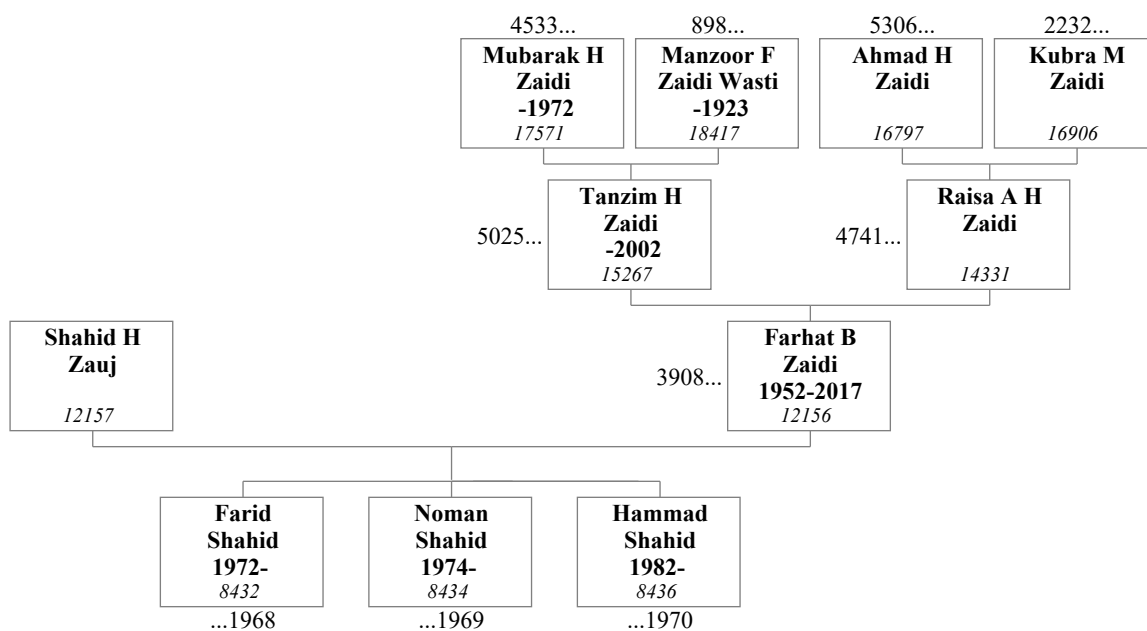 4533...
898...
5306...
2232...
Mubarak H
Zaidi
-1972
17571
Manzoor F
Zaidi Wasti
-1923
18417
Ahmad H
Zaidi
16797
Kubra M
Zaidi
16906
5025...
Tanzim H
Zaidi
-2002
15267
4741...
Raisa A H
Zaidi
14331
Shahid H
Zauj
12157
3908...
Farhat B
Zaidi
1952-2017
12156
Farid
Shahid
1972-
8432
...1968
Noman
Shahid
1974-
8434
...1969
Hammad
Shahid
1982-
8436
...1970